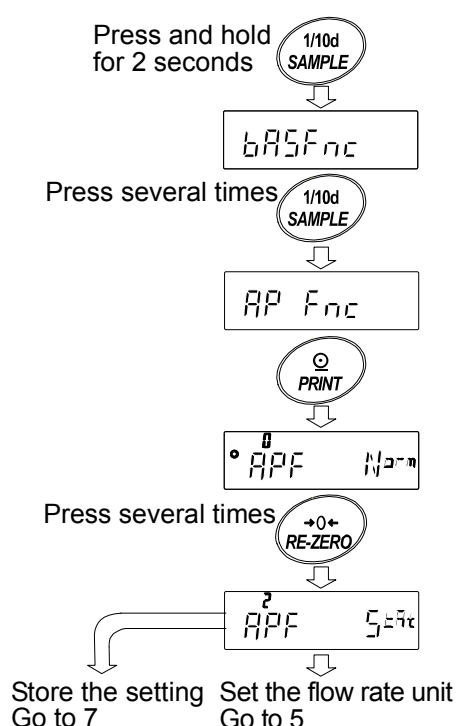 Press and hold
for 2 seconds
1/10d
SAMPLE
bASFnc
Press several times
1/10d
SAMPLE
AP Fnc
PRINT
0
APF Norm
Press several times
→0←
RE-ZERO
2
APF StAt
Store the setting
Go to 7
Set the flow rate unit
Go to 5